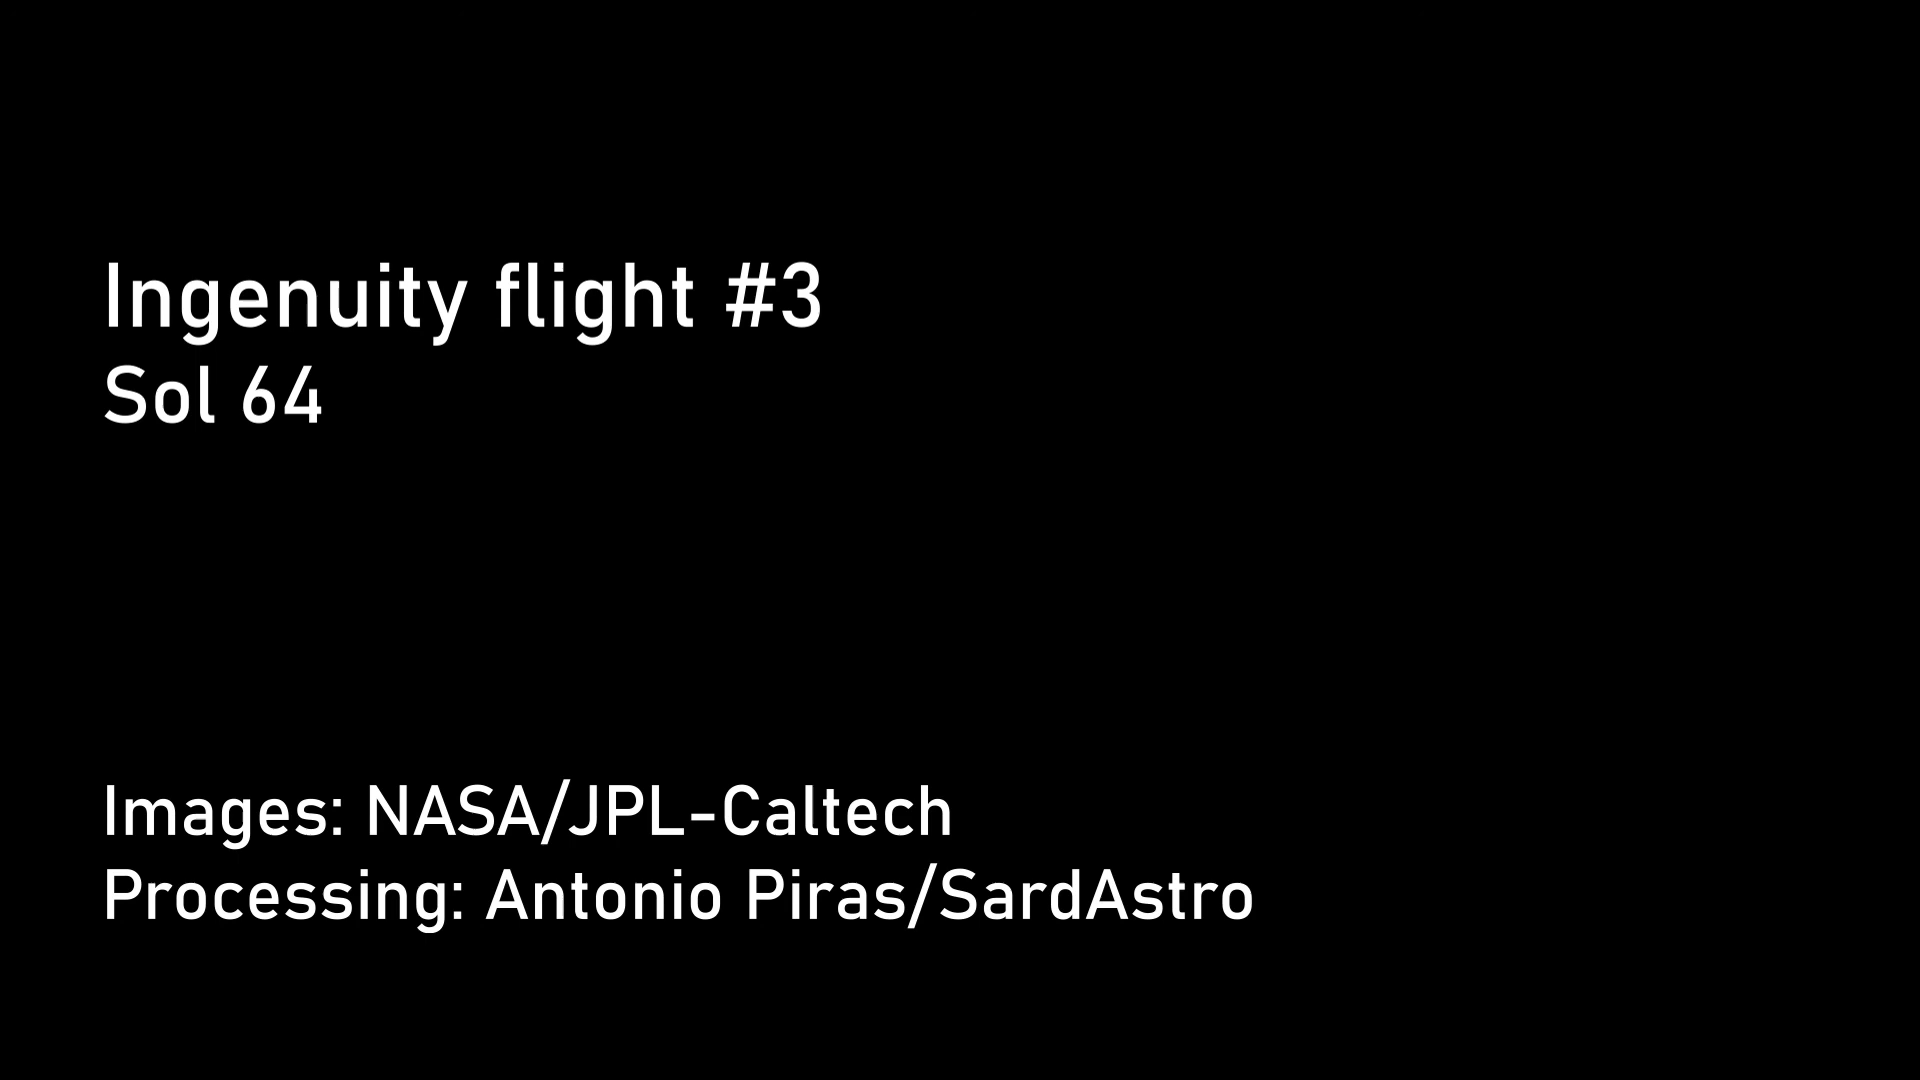 Ingenuity flight #3
Sol 64
Images: NASA/JPL-Caltech
Processing: Antonio Piras/SardAstro